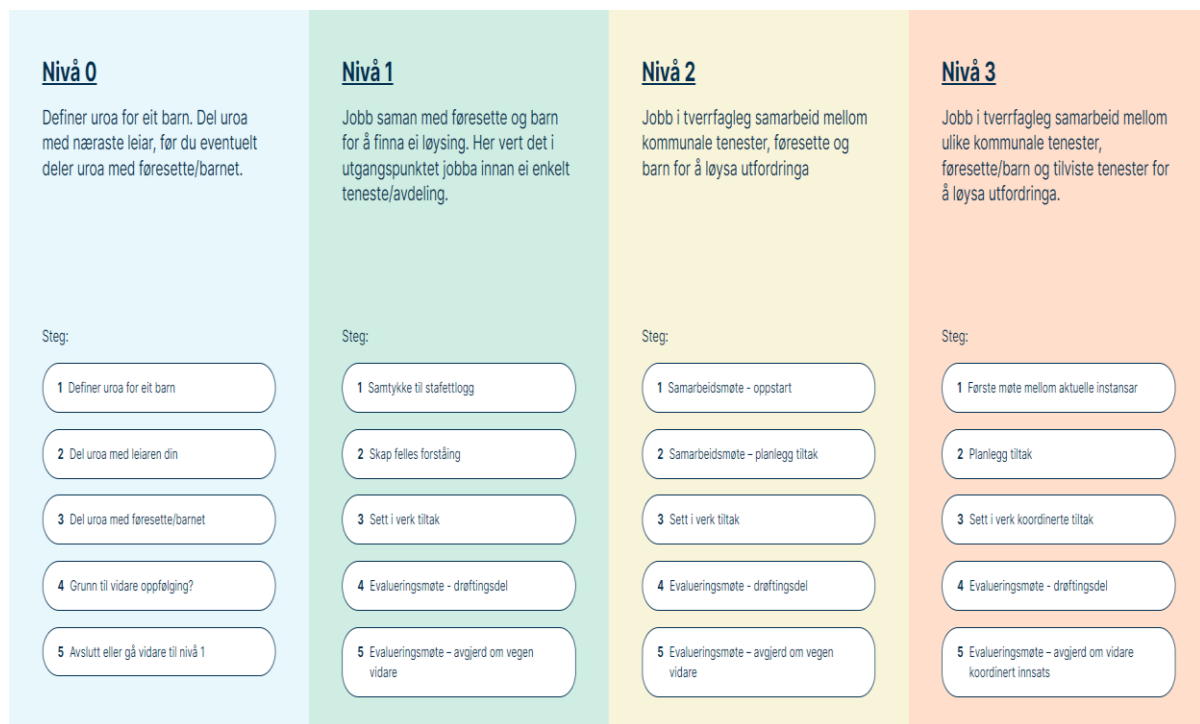 Nivå 0
Definer uroa for eit barn. Del uroa
med næraste leiar, før du eventuelt
deler uroa med føresette/barnet.
Steg:
1 Definer uroa for eit barn
2 Del uroa med leiaren din
3 Del uroa med føresette/barnet
4 Grunn til vidare oppfølging?
5 Avslutt eller gå vidare til nivå 1
Nivå 1
Jobb saman med føresette og barn
for å finna ei løysing. Her vert det i
utgangspunktet jobba innan ei enkelt
teneste/avdeling.
Steg:
1 Samtykke til stafettlogg
2 Skap felles forståing
3 Sett i verk tiltak
4 Evalueringsmøte - drøftingsdel
5 Evalueringsmøte – avgjerd om vegen
vidare
Nivå 2
Jobb i tverrfagleg samarbeid mellom
kommunale tenester, føresette og
barn for å løysa utfordringa
Steg:
1 Samarbeidsmøte - oppstart
2 Samarbeidsmøte – planlegg tiltak
3 Sett i verk tiltak
4 Evalueringsmøte - drøftingsdel
5 Evalueringsmøte – avgjerd om vegen
vidare
Nivå 3
Jobb i tverrfagleg samarbeid mellom
ulike kommunale tenester,
føresette/barn og tilviste tenester for
å løysa utfordringa.
Steg:
1 Første møte mellom aktuelle instansar
2 Planlegg tiltak
3 Sett i verk koordinerte tiltak
4 Evalueringsmøte - drøftingsdel
5 Evalueringsmøte – avgjerd om vidare
koordinert innsats